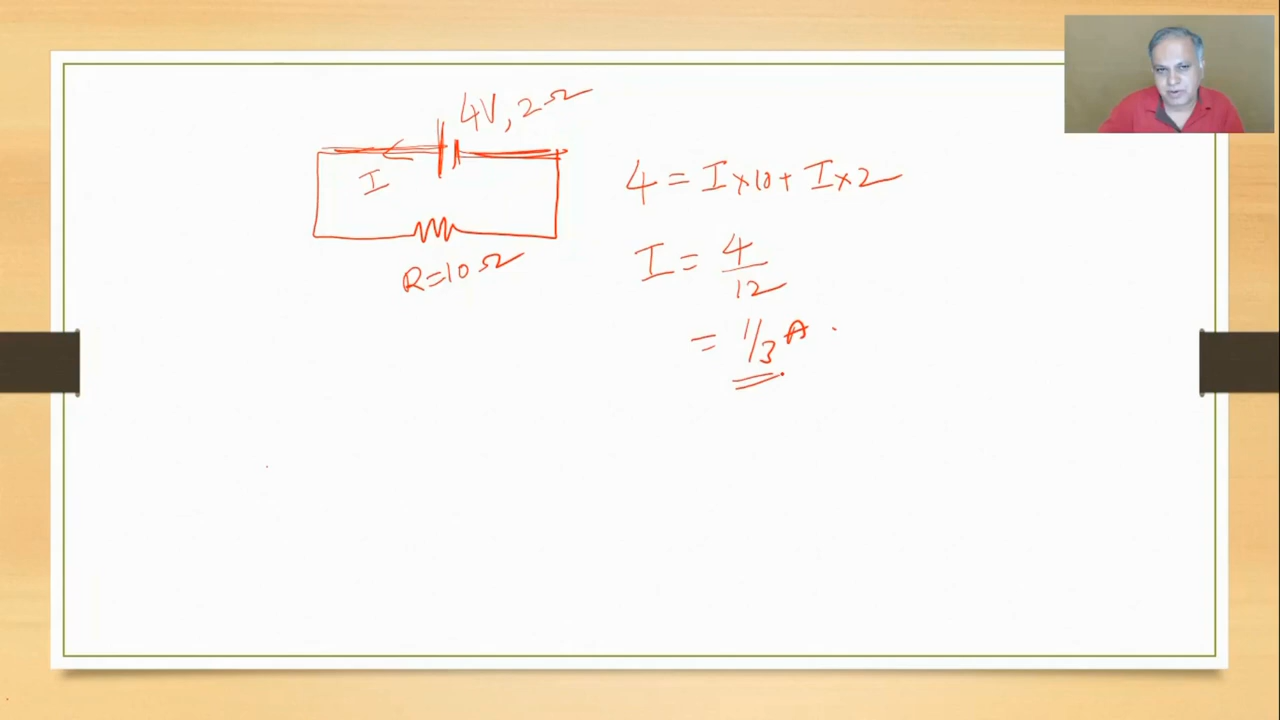 4V, 2Ω
I
R=10Ω
4 = I×10 + I×2
I = 4/12
= 1/3 A.